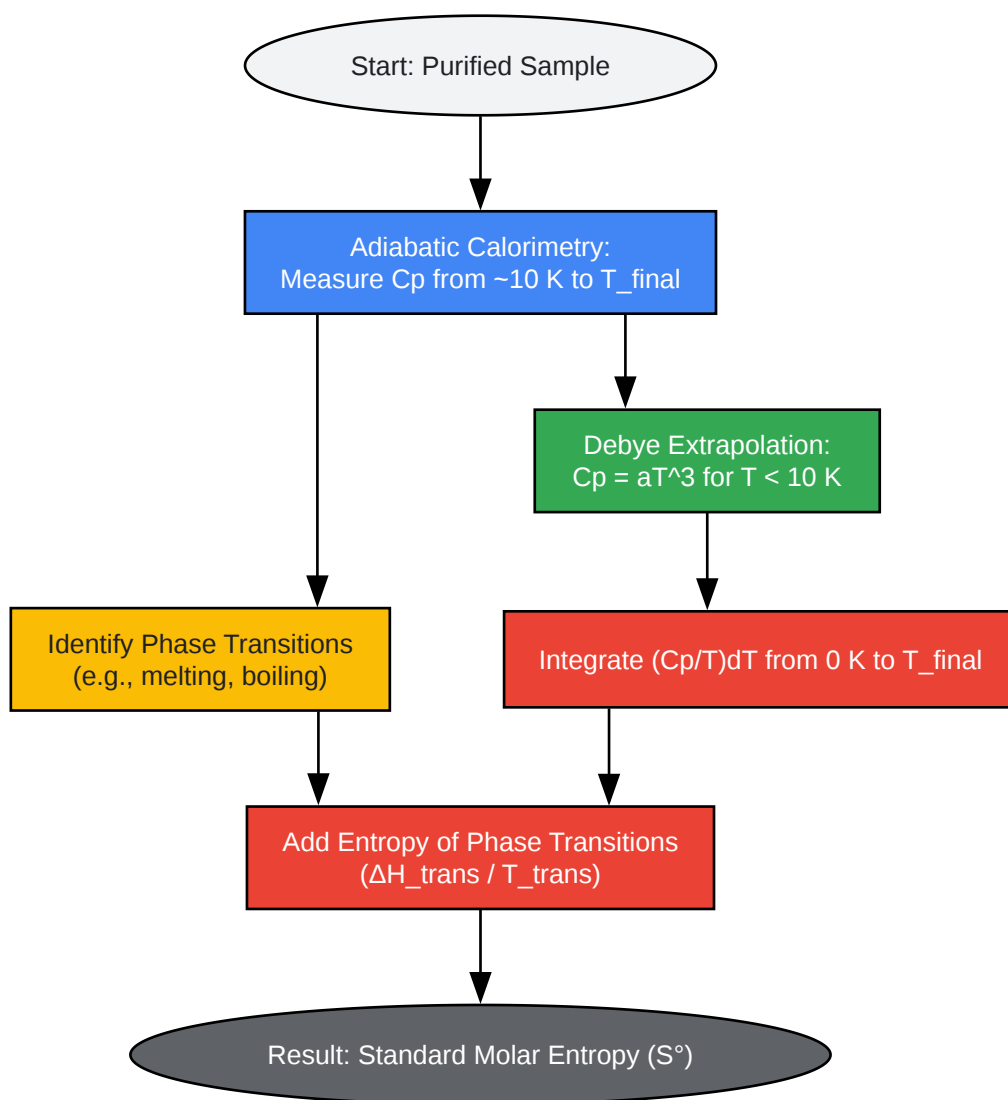 Start: Purified Sample
Adiabatic Calorimetry:
Measure Cp from ~10 K to T_final
Debye Extrapolation:
Cp = aT^3 for T < 10 K
Identify Phase Transitions
(e.g., melting, boiling)
Integrate (Cp/T)dT from 0 K to T_final
Add Entropy of Phase Transitions
(ΔH_trans / T_trans)
Result: Standard Molar Entropy (S°)